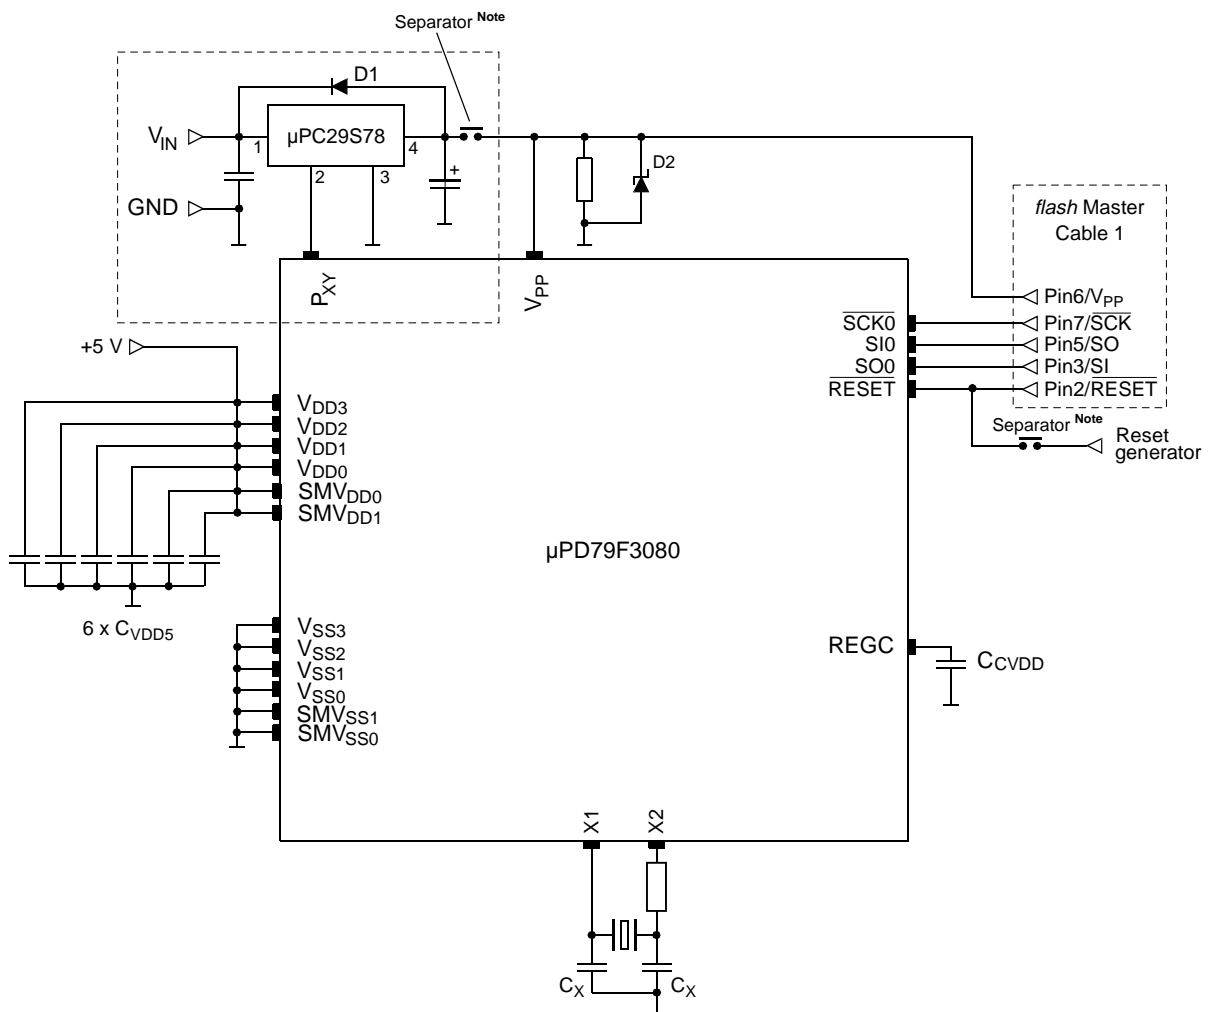 Separator Note
D1
VIN
1
µPC29S78
4
2
3
+
D2
GND
flash Master
Cable 1
PXY
VPP
Pin6/VPP
SCK0
Pin7/SCK
+5 V
SI0
Pin5/SO
SO0
Pin3/SI
RESET
Pin2/RESET
VDD3
VDD2
VDD1
VDD0
SMVDD0
SMVDD1
Separator Note
Reset
generator
µPD79F3080
6 x CVDD5
VSS3
VSS2
VSS1
VSS0
SMVSS1
SMVSS0
REGC
CCVDD
X1
X2
CX
CX